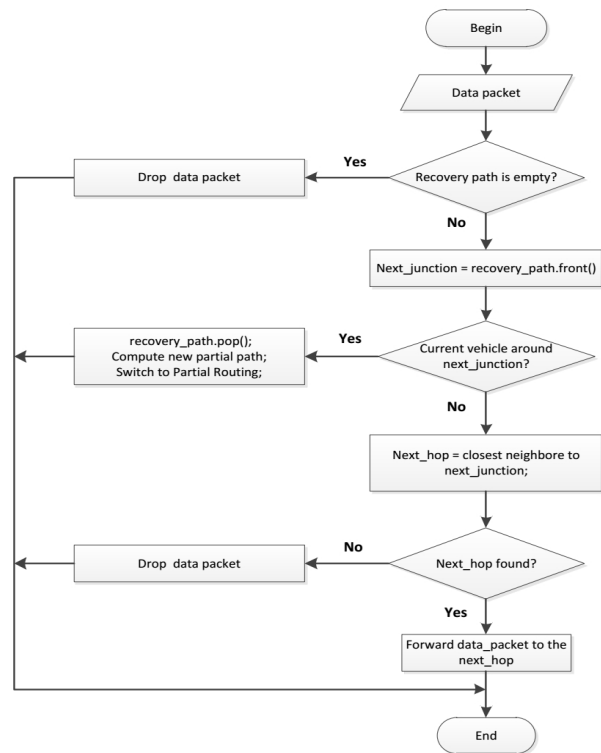 Begin
Data packet
Yes
Drop data packet
Recovery path is empty?
No
Next_junction = recovery_path.front()
recovery_path.pop();
Compute new partial path;
Switch to Partial Routing;
Yes
Current vehicle around
next_junction?
No
Next_hop = closest neighbore to
next_junction;
No
Drop data packet
Next_hop found?
Yes
Forward data_packet to the
next_hop
End